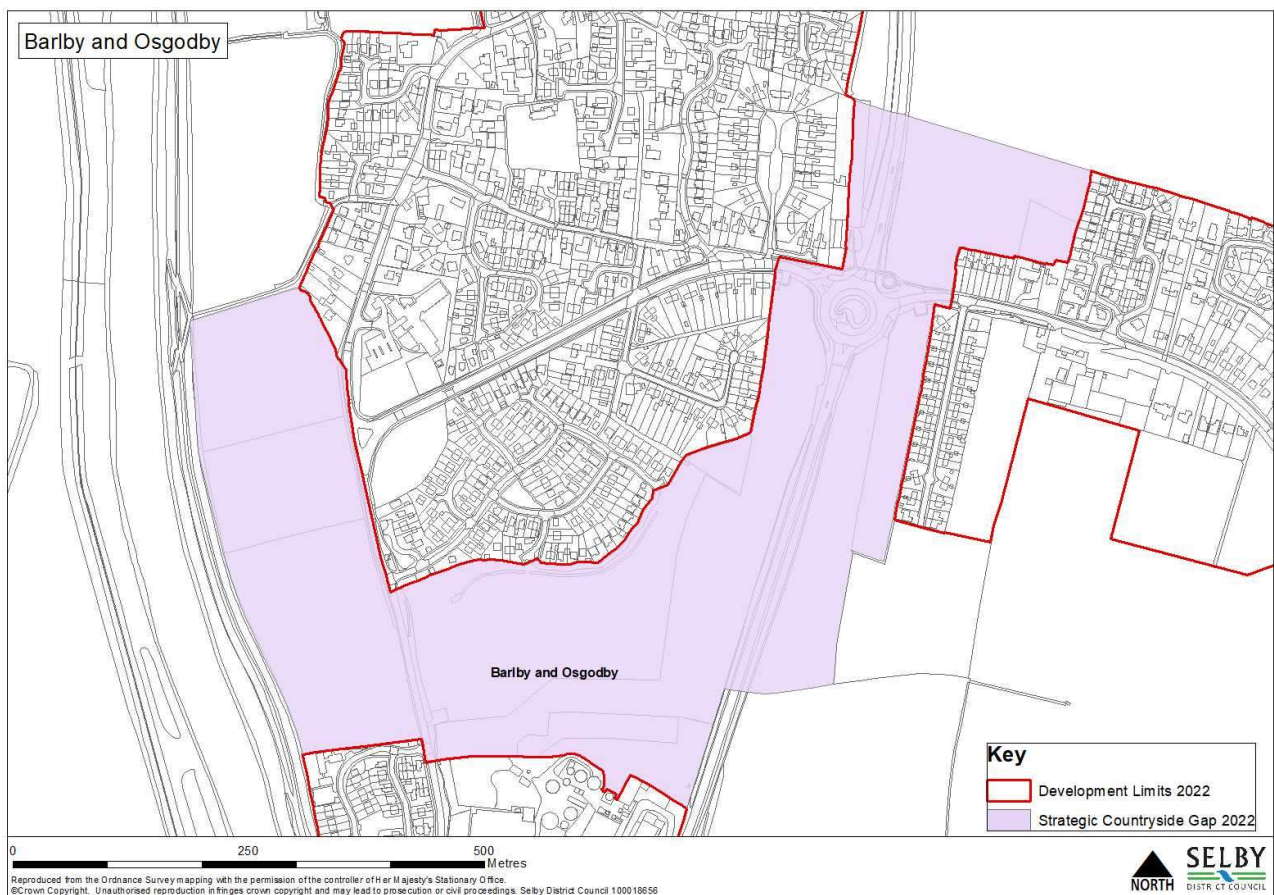 Barlby and Osgodby
Barlby and Osgodby
Key
Development Limits 2022
Strategic Countryside Gap 2022
0 250 500
Metres
Reproduced from the Ordnance Survey mapping with the permission of the controller of Her Majesty's Stationary Office.
©Crown Copyright. Unauthorised reproduction infringes crown copyright and may lead to prosecution or civil proceedings. Selby District Council 100018656
NORTH
SELBY
DISTRICT COUNCIL